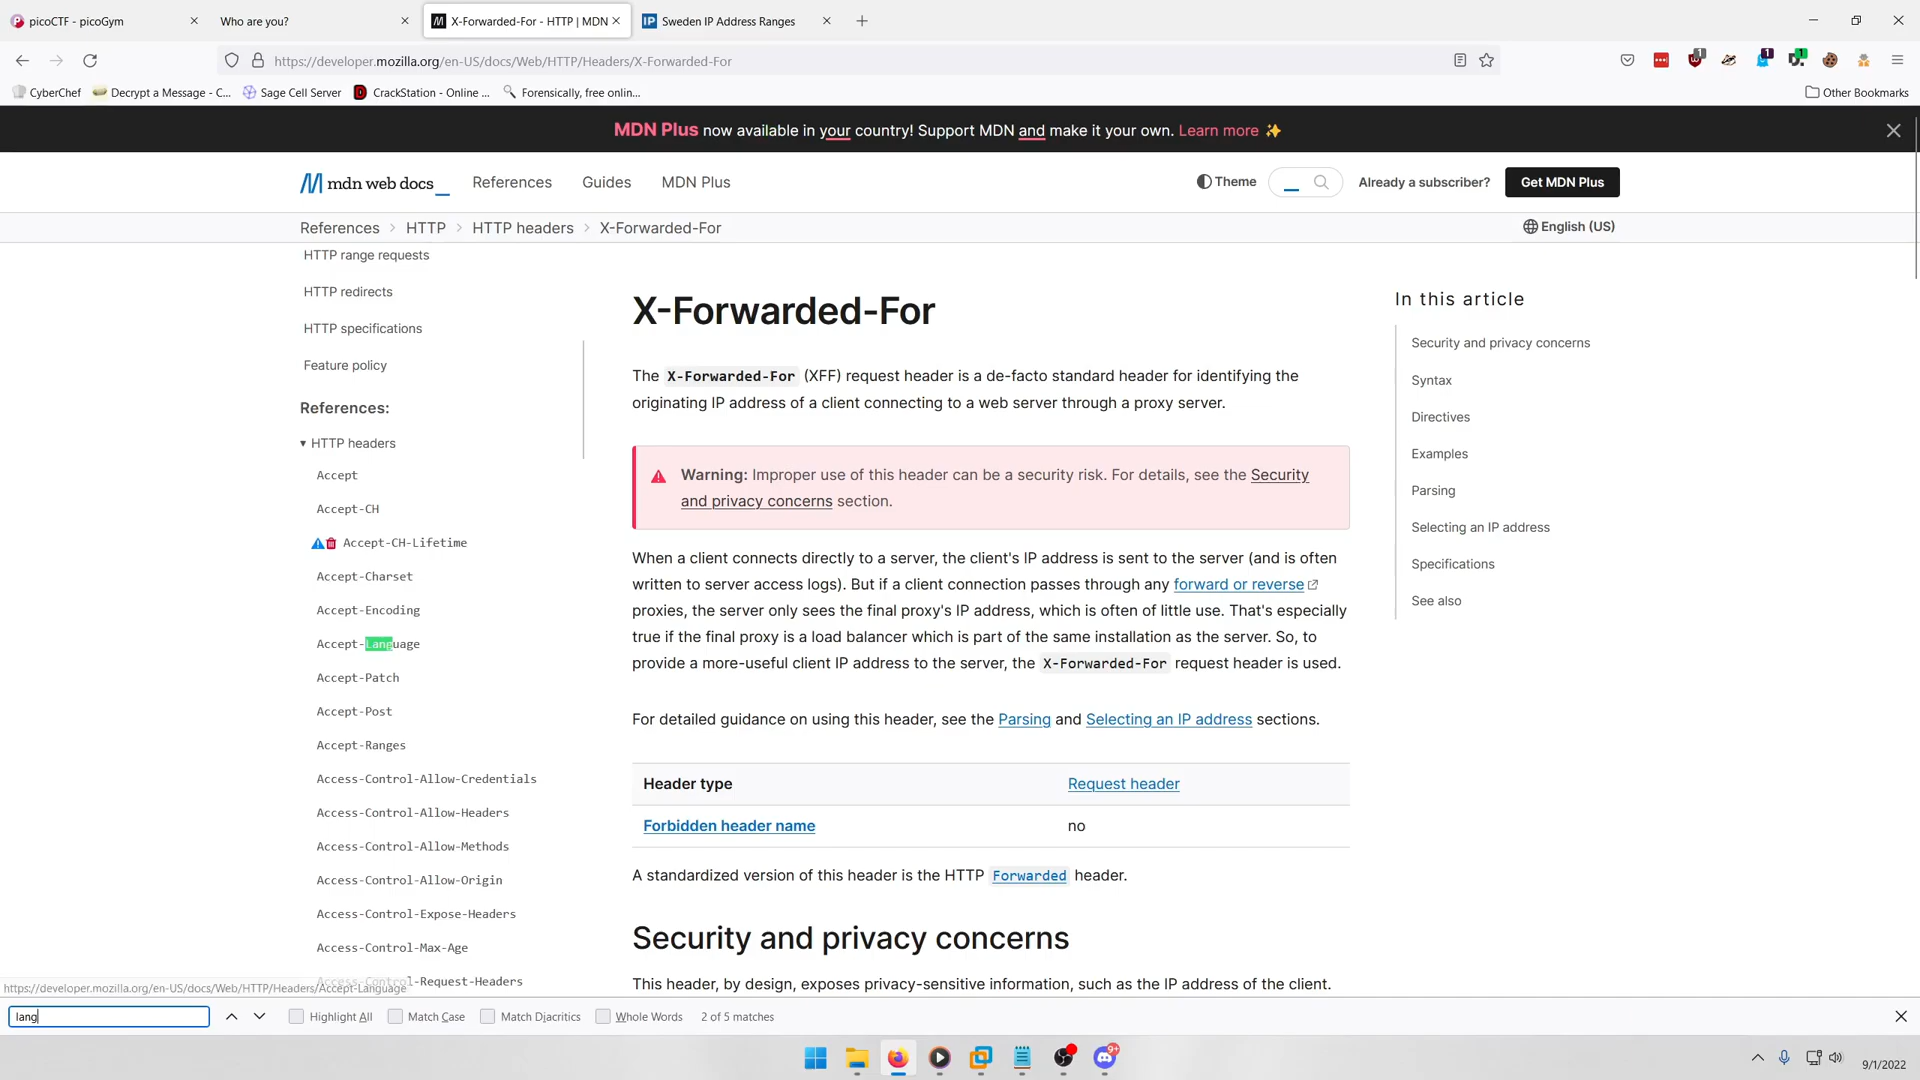 picoCTF - picoGym
Who are you?
X-Forwarded-For - HTTP | MDN
IP Sweden IP Address Ranges
https://developer.mozilla.org/en-US/docs/Web/HTTP/Headers/X-Forwarded-For
1
1
1
CyberChef
Decrypt a Message - C...
Sage Cell Server
CrackStation - Online ...
Forensically, free onlin...
Other Bookmarks
MDN Plus now available in your country! Support MDN and make it your own. Learn more ✨
mdn web docs_
References
Guides
MDN Plus
Theme
Already a subscriber?
Get MDN Plus
References > HTTP > HTTP headers > X-Forwarded-For
English (US)
HTTP range requests
HTTP redirects
HTTP specifications
Feature policy
References:
HTTP headers
Accept
Accept-CH
Accept-CH-Lifetime
Accept-Charset
Accept-Encoding
Accept-Language
Accept-Patch
Accept-Post
Accept-Ranges
Access-Control-Allow-Credentials
Access-Control-Allow-Headers
Access-Control-Allow-Methods
Access-Control-Allow-Origin
Access-Control-Expose-Headers
Access-Control-Max-Age
Access-Control-Request-Headers
X-Forwarded-For
The X-Forwarded-For (XFF) request header is a de-facto standard header for identifying the
originating IP address of a client connecting to a web server through a proxy server.
Warning: Improper use of this header can be a security risk. For details, see the Security
and privacy concerns section.
When a client connects directly to a server, the client's IP address is sent to the server (and is often
written to server access logs). But if a client connection passes through any forward or reverse
proxies, the server only sees the final proxy's IP address, which is often of little use. That's especially
true if the final proxy is a load balancer which is part of the same installation as the server. So, to
provide a more-useful client IP address to the server, the X-Forwarded-For request header is used.
For detailed guidance on using this header, see the Parsing and Selecting an IP address sections.
Header type
Request header
Forbidden header name
no
A standardized version of this header is the HTTP Forwarded header.
Security and privacy concerns
This header, by design, exposes privacy-sensitive information, such as the IP address of the client.
In this article
Security and privacy concerns
Syntax
Directives
Examples
Parsing
Selecting an IP address
Specifications
See also
https://developer.mozilla.org/en-US/docs/Web/HTTP/Headers/Accept-Language
lang
Highlight All
Match Case
Match Diacritics
Whole Words
2 of 5 matches
9+
9/1/2022